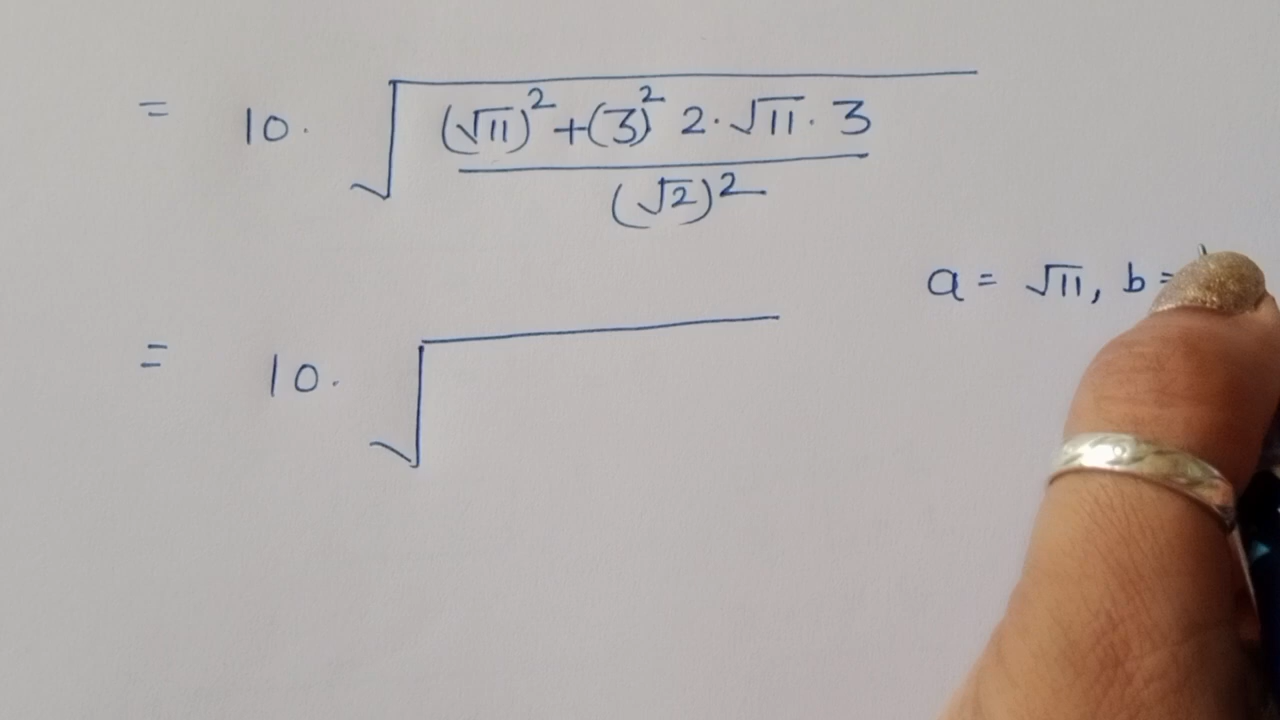 = 10. √((√11)² + (3)² 2·√11·3 / (√2)²)
a = √11, b =
= 10. √